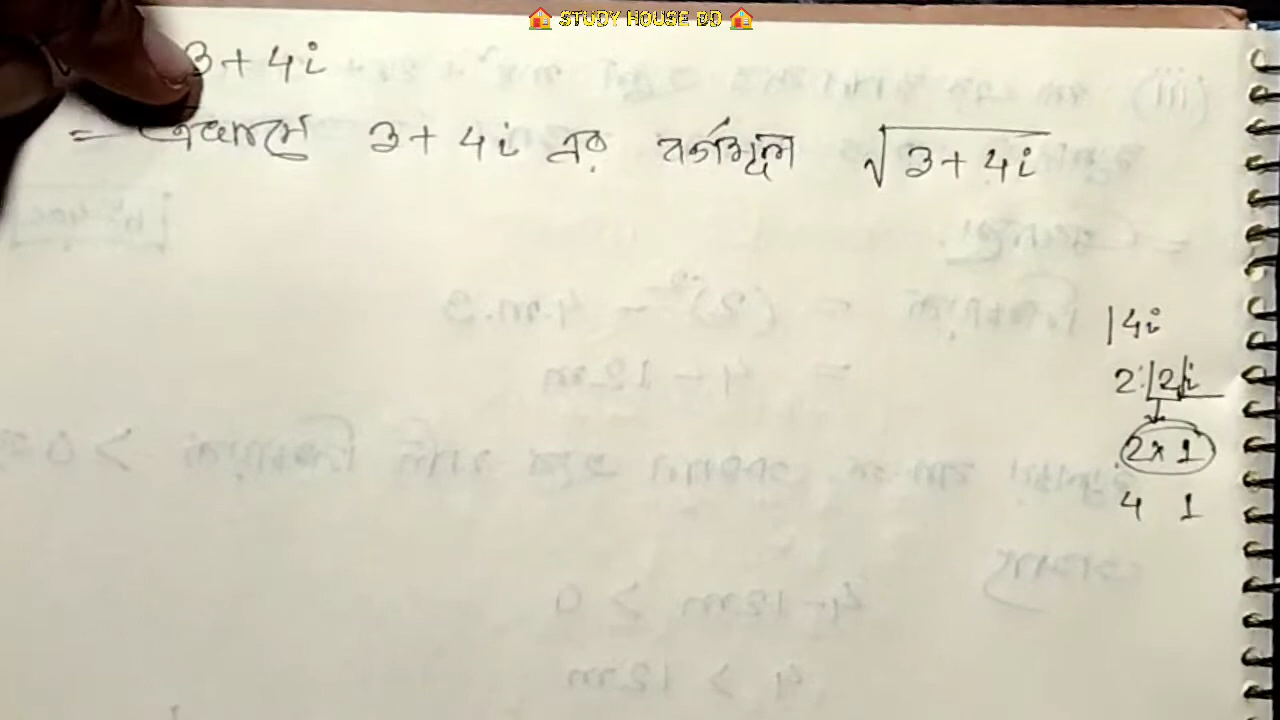 🏠 STUDY HOUSE BD 🏠
3 + 4i
= এখানে 3 + 4i এর বর্গমূল √3 + 4i
|4i
2|2|i
2 × 1
4 1